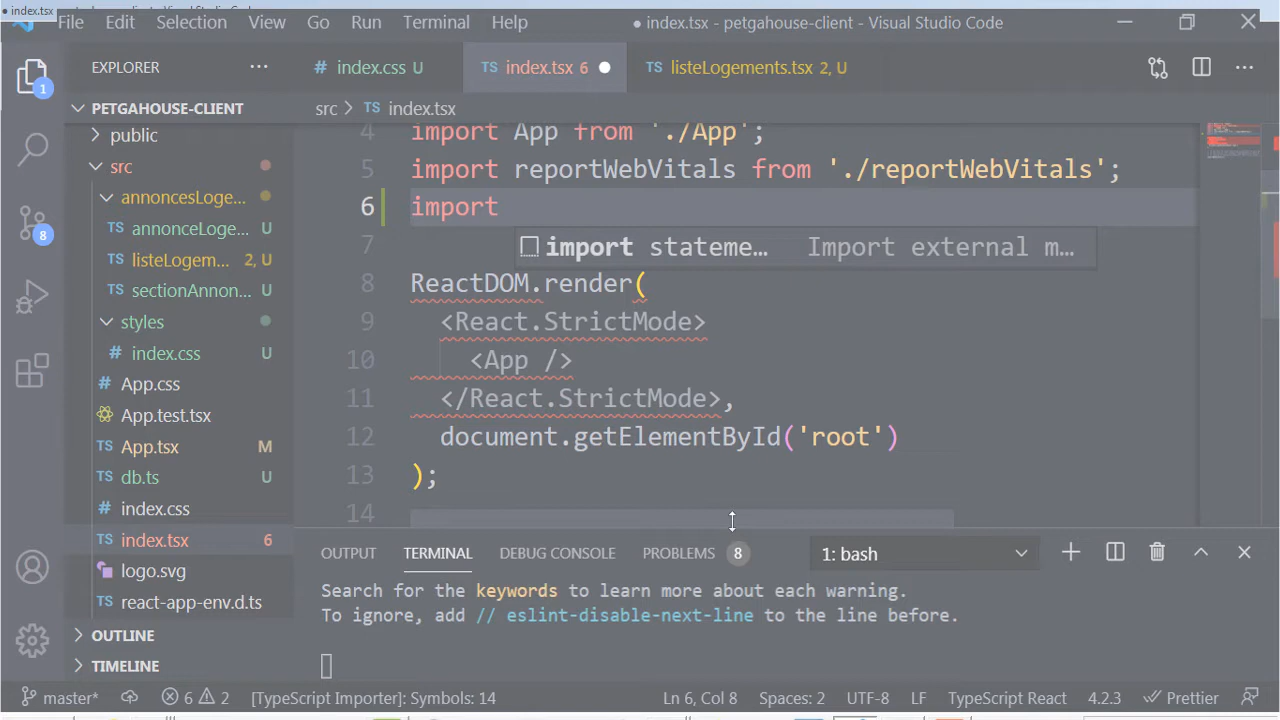 • index.tsx
File Edit Selection View Go Run Terminal Help
● index.tsx - petgahouse-client - Visual Studio Code
EXPLORER ...
# index.css U
TS index.tsx 6 ●
TS listeLogements.tsx 2, U
...
1
8
PETGAHOUSE-CLIENT
public
src
annoncesLoge...
TS annonceLoge... U
TS listeLogem... 2, U
TS sectionAnnon... U
styles
# index.css U
# App.css
App.test.tsx
TS App.tsx M
TS db.ts U
# index.css
TS index.tsx 6
logo.svg
TS react-app-env.d.ts
OUTLINE
TIMELINE
src > TS index.tsx
4 import App from './App';
5 import reportWebVitals from './reportWebVitals';
6 import
import stateme... Import external m...
7
8 ReactDOM.render(
9 <React.StrictMode>
10 <App />
11 </React.StrictMode>,
12 document.getElementById('root')
13 );
14
OUTPUT TERMINAL DEBUG CONSOLE PROBLEMS 8 1: bash
Search for the keywords to learn more about each warning.
To ignore, add // eslint-disable-next-line to the line before.
master* 6 2 [TypeScript Importer]: Symbols: 14 Ln 6, Col 8 Spaces: 2 UTF-8 LF TypeScript React 4.2.3 Prettier